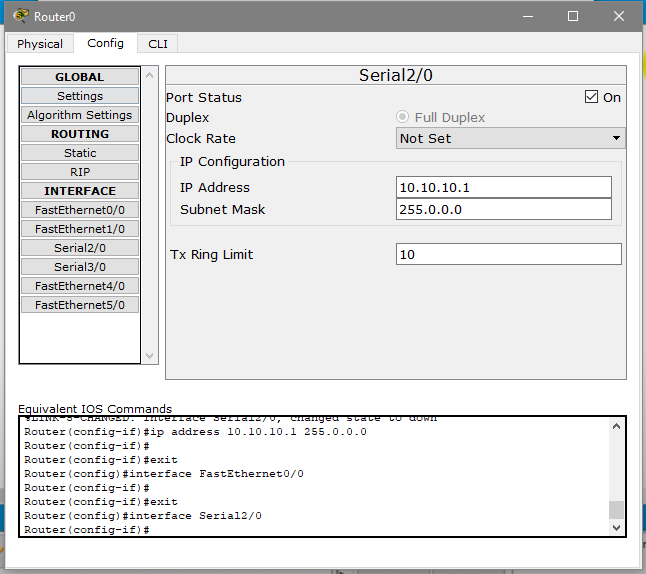 Router0
Physical Config CLI
GLOBAL
Settings
Algorithm Settings
ROUTING
Static
RIP
INTERFACE
FastEthernet0/0
FastEthernet1/0
Serial2/0
Serial3/0
FastEthernet4/0
FastEthernet5/0
Serial2/0
Port Status On
Duplex Full Duplex
Clock Rate Not Set
IP Configuration
IP Address 10.10.10.1
Subnet Mask 255.0.0.0
Tx Ring Limit 10
Equivalent IOS Commands
%LINK-5-CHANGED: Interface Serial2/0, changed state to down
Router(config-if)#ip address 10.10.10.1 255.0.0.0
Router(config-if)#
Router(config-if)#exit
Router(config)#interface FastEthernet0/0
Router(config-if)#
Router(config-if)#exit
Router(config)#interface Serial2/0
Router(config-if)#